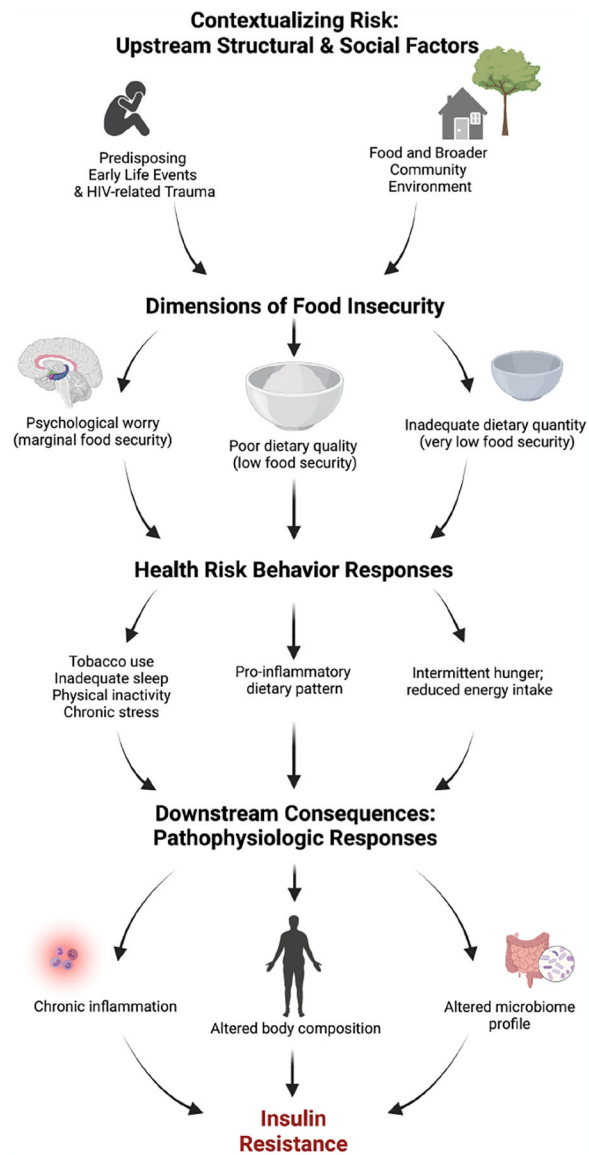 Contextualizing Risk:
Upstream Structural & Social Factors
Predisposing
Early Life Events
& HIV-related Trauma
Food and Broader
Community
Environment
Dimensions of Food Insecurity
Psychological worry
(marginal food security)
Poor dietary quality
(low food security)
Inadequate dietary quantity
(very low food security)
Health Risk Behavior Responses
Tobacco use
Inadequate sleep
Physical inactivity
Chronic stress
Pro-inflammatory
dietary pattern
Intermittent hunger;
reduced energy intake
Downstream Consequences:
Pathophysiologic Responses
Chronic inflammation
Altered body composition
Altered microbiome
profile
Insulin
Resistance